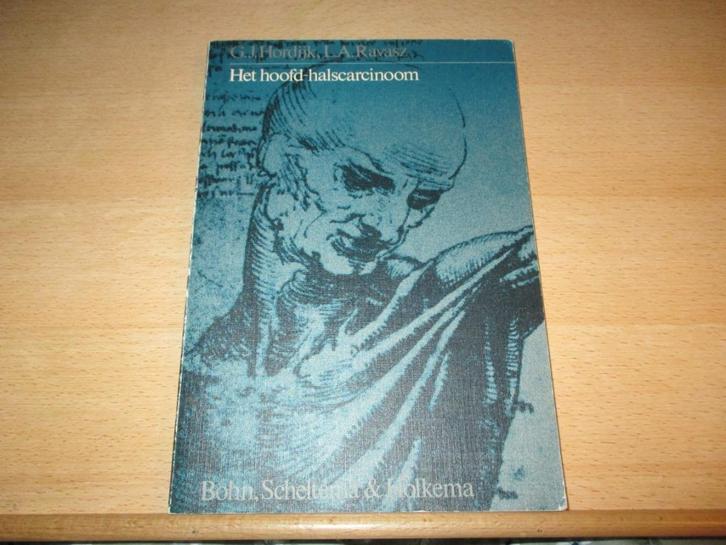 G.J. Hordijk, L.A. Ravasz
Het hoofd-halscarcinoom
Bohn, Scheltema & Holkema